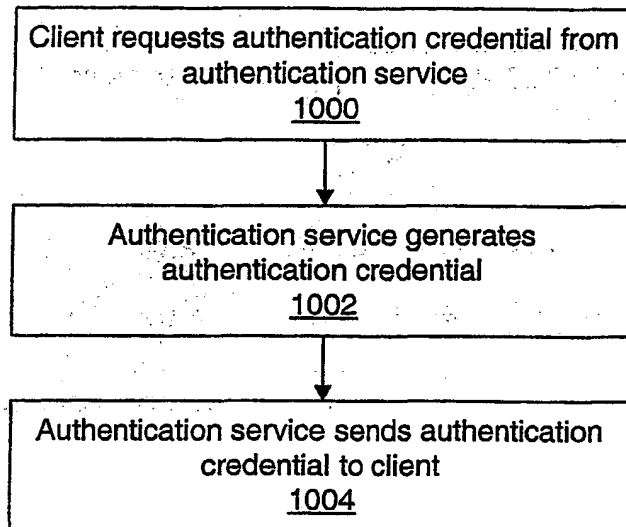 Client requests authentication credential from
authentication service
1000
Authentication service generates
authentication credential
1002
Authentication service sends authentication
credential to client
1004